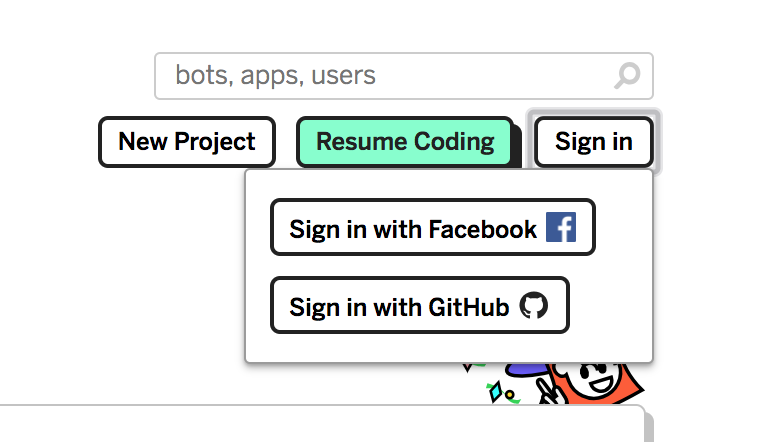 bots, apps, users
New Project Resume Coding Sign in
Sign in with Facebook
Sign in with GitHub